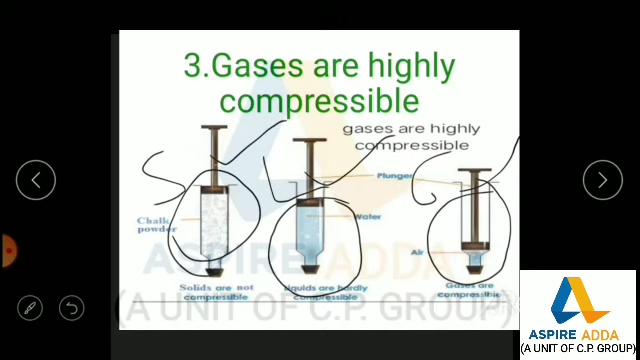 3.Gases are highly
compressible
gases are highly
compressible
S
L
G
Plunger
Chalk
powder
Water
Air
ASPIRE ADDA
Solids are not
compressible
Liquids are hardly
compressible
Gases are
compressible
(A UNIT OF C.P. GROUP)
ASPIRE ADDA
(A UNIT OF C.P. GROUP)